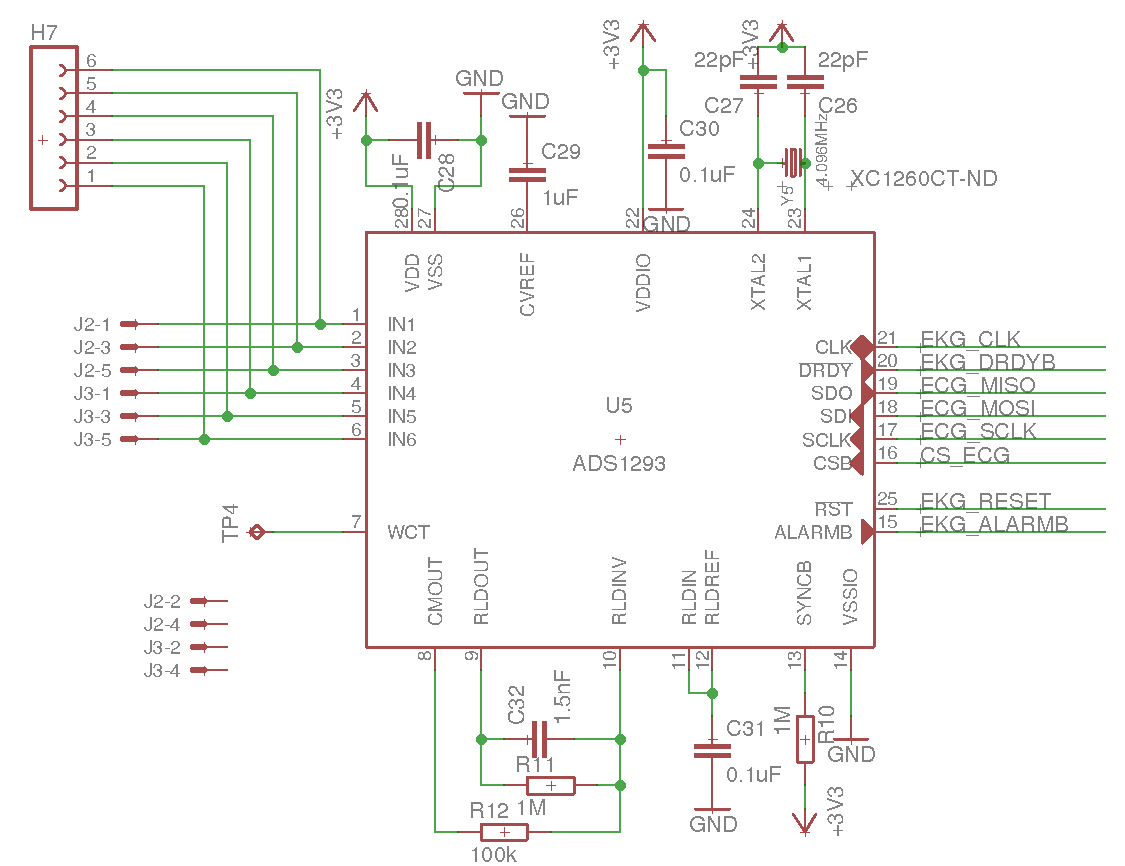 H7
6
5
4
3
2
1
+3V3
0.1uF
C28
GND
GND
C29
1uF
+3V3
C30
0.1uF
GND
+3V3
22pF
22pF
C27
C26
4.096MHz
Y5
XC1260CT-ND
28
27
26
22
24
23
VDD
VSS
CVREF
VDDIO
XTAL2
XTAL1
J2-1
1
IN1
J2-3
2
IN2
J2-5
3
IN3
J3-1
4
IN4
J3-3
5
IN5
J3-5
6
IN6
U5
ADS1293
CLK
21
EKG_CLK
DRDY
20
EKG_DRDYB
SDO
19
ECG_MISO
SDI
18
ECG_MOSI
SCLK
17
ECG_SCLK
CSB
16
CS_ECG
RST
25
EKG_RESET
ALARMB
15
EKG_ALARMB
TP4
7
WCT
CMOUT
RLDOUT
RLDINV
RLDIN
RLDREF
SYNCB
VSSIO
8
9
10
11
12
13
14
J2-2
J2-4
J3-2
J3-4
C32
1.5nF
R11
1M
R12
100k
C31
0.1uF
GND
1M
R10
+3V3
GND